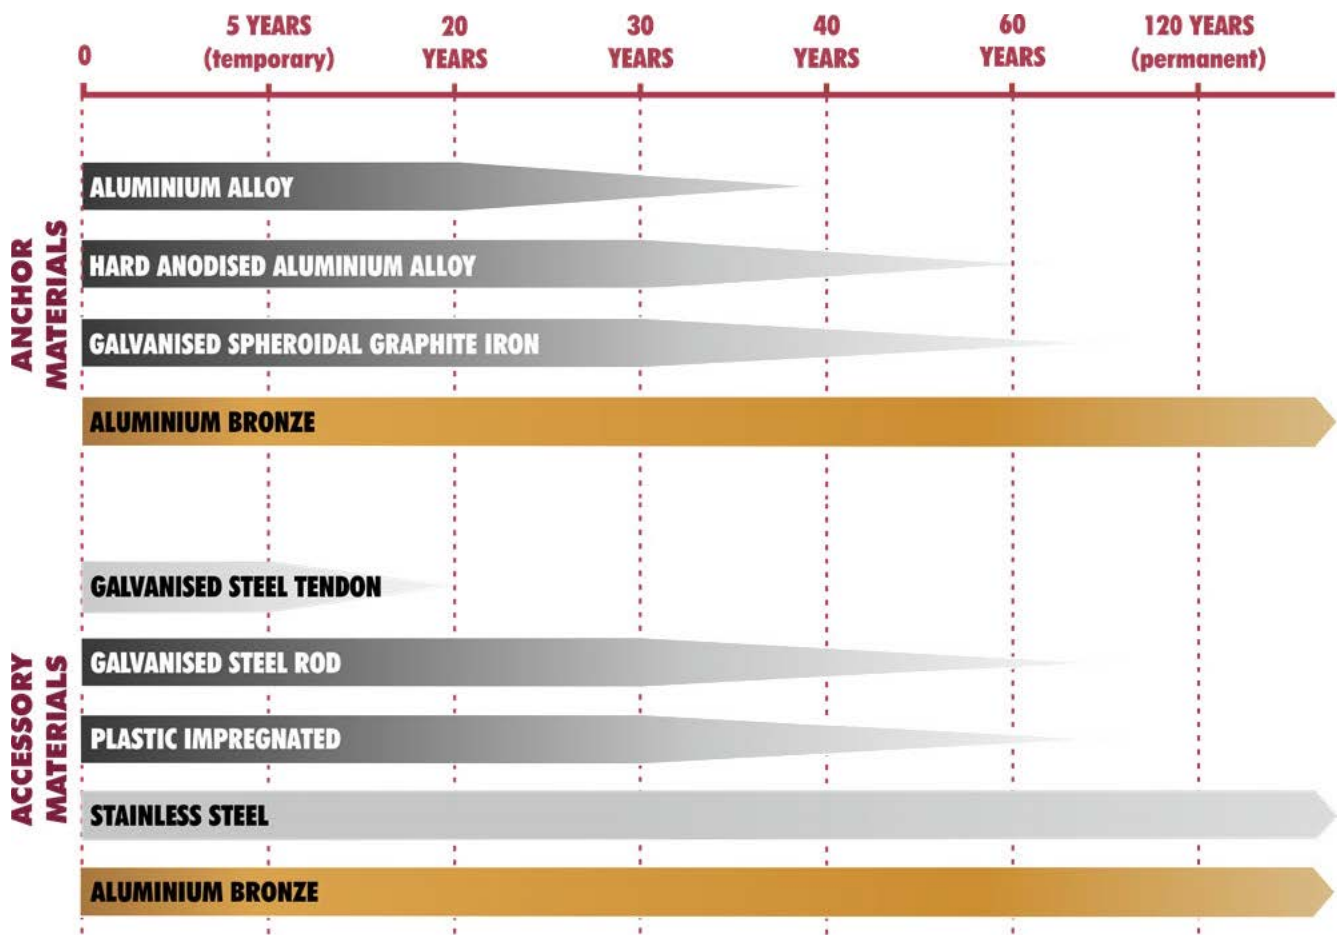 0
5 YEARS
(temporary)
20
YEARS
30
YEARS
40
YEARS
60
YEARS
120 YEARS
(permanent)
ANCHOR
MATERIALS
ALUMINIUM ALLOY
HARD ANODISED ALUMINIUM ALLOY
GALVANISED SPHEROIDAL GRAPHITE IRON
ALUMINIUM BRONZE
ACCESSORY
MATERIALS
GALVANISED STEEL TENDON
GALVANISED STEEL ROD
PLASTIC IMPREGNATED
STAINLESS STEEL
ALUMINIUM BRONZE